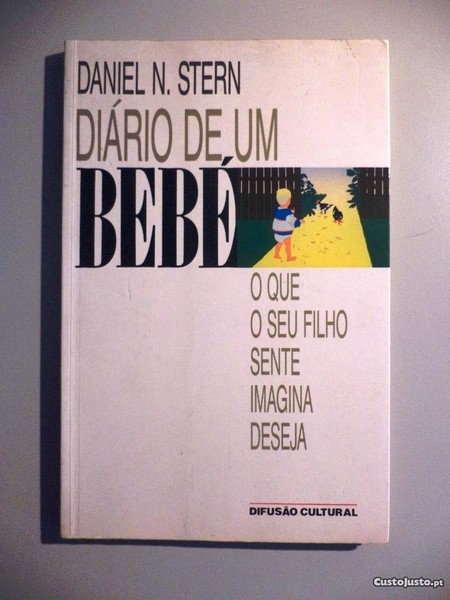 DANIEL N. STERN
DIÁRIO DE UM
BEBÉ
O QUE
O SEU FILHO
SENTE
IMAGINA
DESEJA
DIFUSÃO CULTURAL
CustoJusto.pt